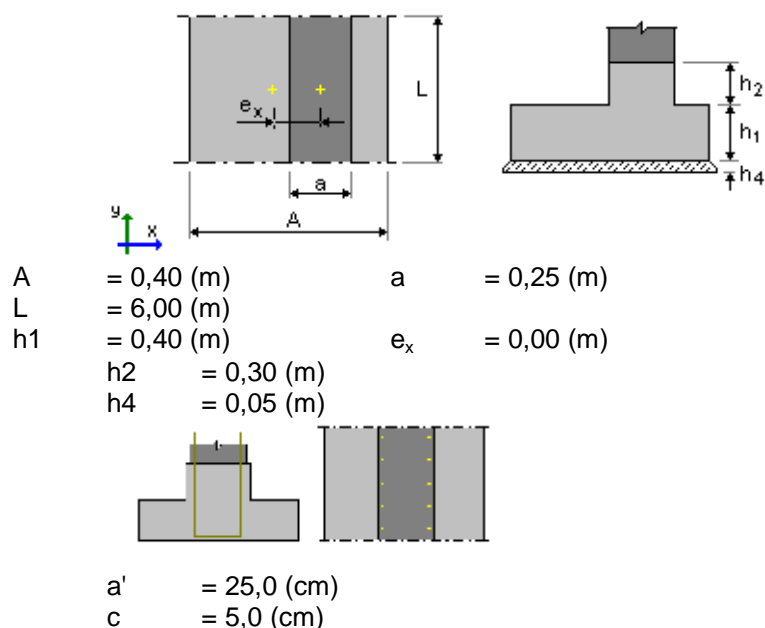 L
e_x
a
A
y
x
h_2
h_1
h_4
A = 0,40 (m) a = 0,25 (m)
L = 6,00 (m)
h1 = 0,40 (m) e_x = 0,00 (m)
h2 = 0,30 (m)
h4 = 0,05 (m)
a' = 25,0 (cm)
c = 5,0 (cm)